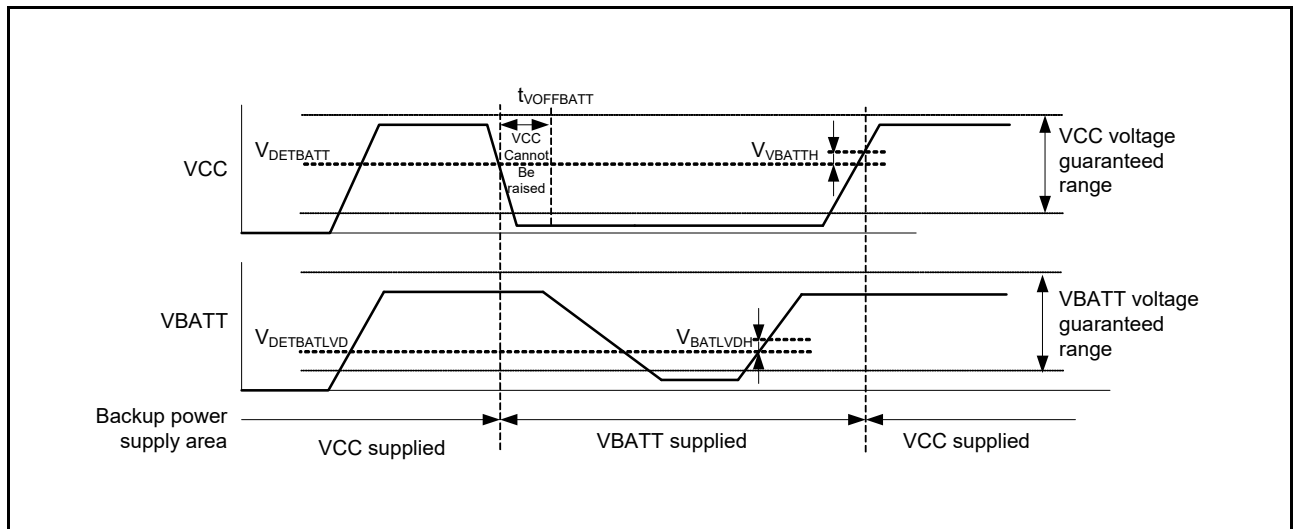 tVOFFBATT
VCC
VDETBATT
VCC
Cannot
Be
raised
VVBATTH
VCC voltage
guaranteed
range
VBATT
VDETBATLVD
VBATLVDH
VBATT voltage
guaranteed
range
Backup power
supply area
VCC supplied
VBATT supplied
VCC supplied